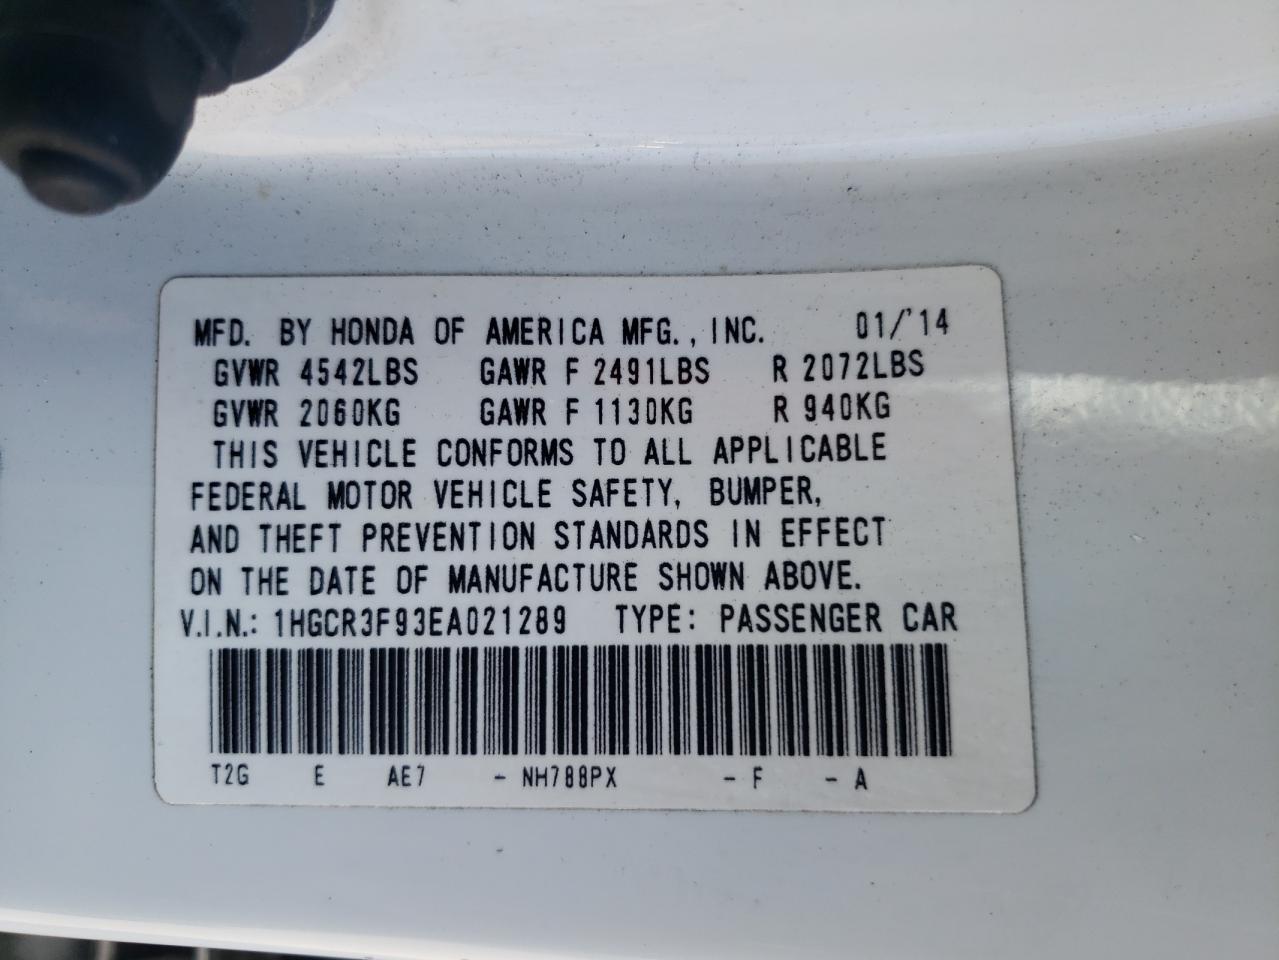 MFD. BY HONDA OF AMERICA MFG., INC. 01/'14
GVWR 4542LBS GAWR F 2491LBS R 2072LBS
GVWR 2060KG GAWR F 1130KG R 940KG
THIS VEHICLE CONFORMS TO ALL APPLICABLE
FEDERAL MOTOR VEHICLE SAFETY, BUMPER,
AND THEFT PREVENTION STANDARDS IN EFFECT
ON THE DATE OF MANUFACTURE SHOWN ABOVE.
V.I.N.: 1HGCR3F93EA021289 TYPE: PASSENGER CAR
T2G E AE7 - NH788PX - F - A